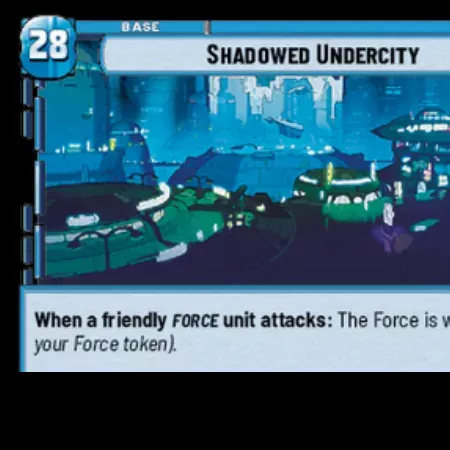 BASE
28
SHADOWED UNDERCITY
When a friendly FORCE unit attacks: The Force is
your Force token).